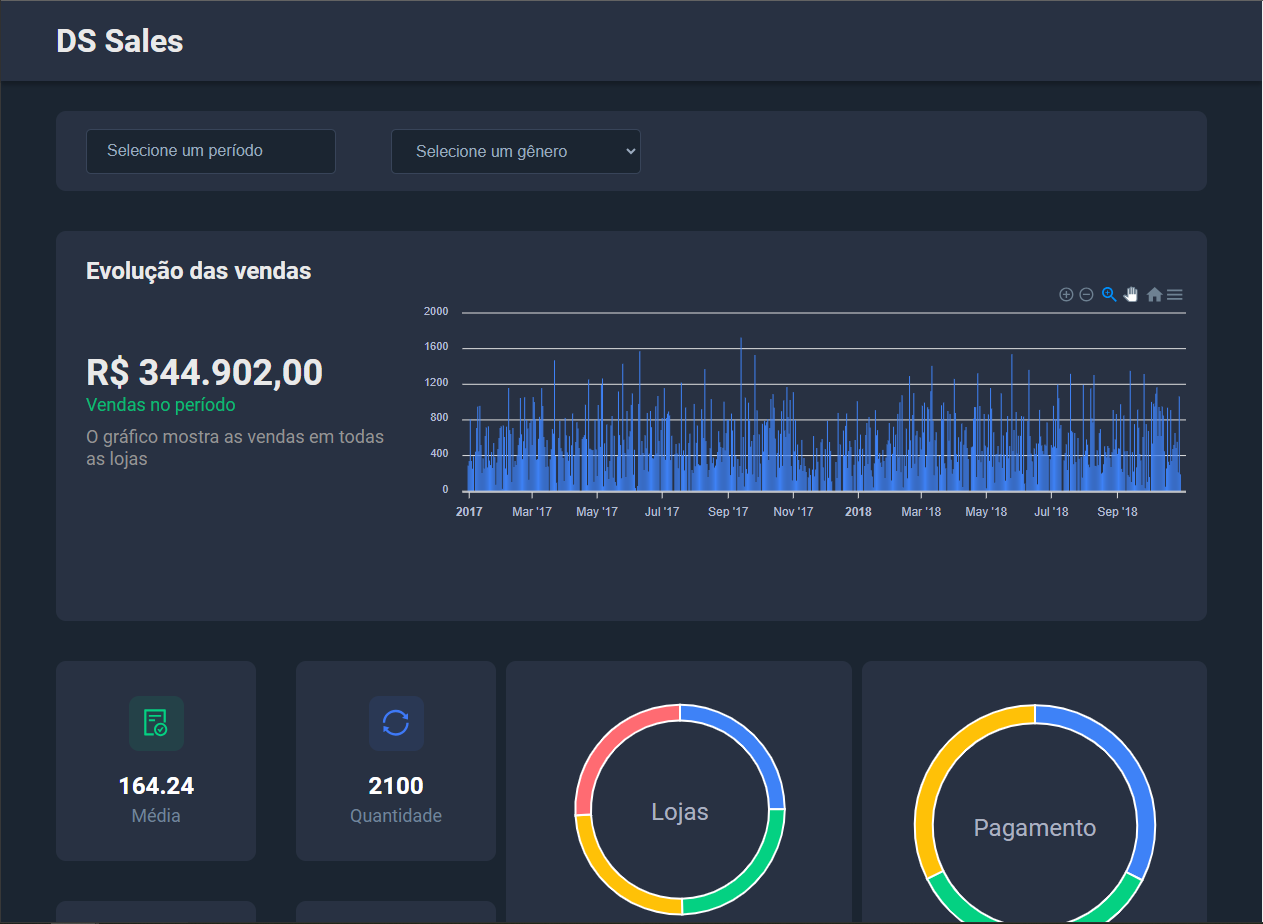 DS Sales
Selecione um período
Selecione um gênero
Evolução das vendas
R$ 344.902,00
Vendas no período
O gráfico mostra as vendas em todas
as lojas
2000
1600
1200
800
400
0
2017 Mar '17 May '17 Jul '17 Sep '17 Nov '17 2018 Mar '18 May '18 Jul '18 Sep '18
164.24
Média
2100
Quantidade
Lojas
Pagamento